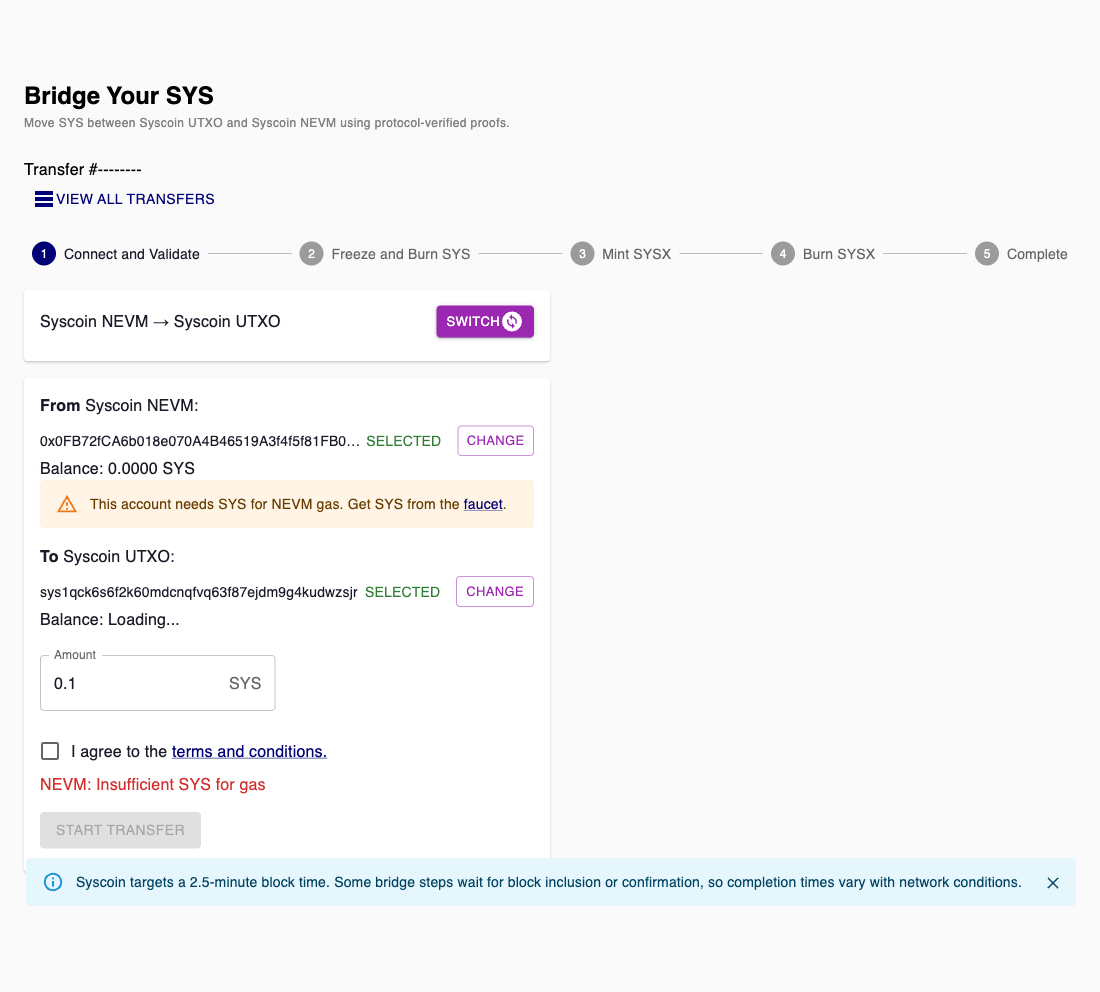 Bridge Your SYS
Move SYS between Syscoin UTXO and Syscoin NEVM using protocol-verified proofs.
Transfer #--------
VIEW ALL TRANSFERS
1 Connect and Validate 2 Freeze and Burn SYS 3 Mint SYSX 4 Burn SYSX 5 Complete
Syscoin NEVM → Syscoin UTXO SWITCH
From Syscoin NEVM:
0x0FB72fCA6b018e070A4B46519A3f4f5f81FB0... SELECTED CHANGE
Balance: 0.0000 SYS
This account needs SYS for NEVM gas. Get SYS from the faucet.
To Syscoin UTXO:
sys1qck6s6f2k60mdcnqfvq63f87ejdm9g4kudwzsjr SELECTED CHANGE
Balance: Loading...
Amount
0.1 SYS
I agree to the terms and conditions.
NEVM: Insufficient SYS for gas
START TRANSFER
Syscoin targets a 2.5-minute block time. Some bridge steps wait for block inclusion or confirmation, so completion times vary with network conditions.